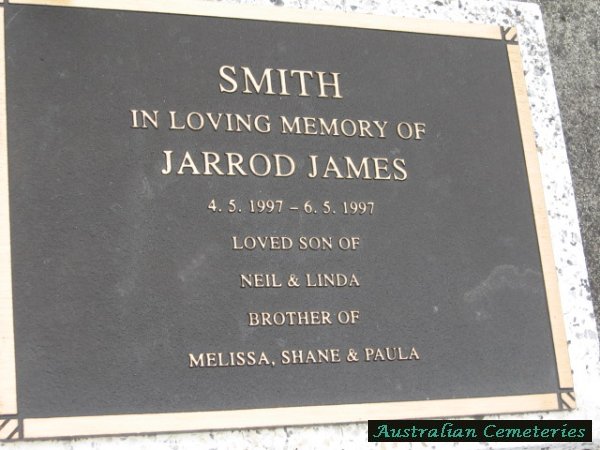 SMITH
IN LOVING MEMORY OF
JARROD JAMES
4. 5. 1997 – 6. 5. 1997
LOVED SON OF
NEIL & LINDA
BROTHER OF
MELISSA, SHANE & PAULA
Australian Cemeteries